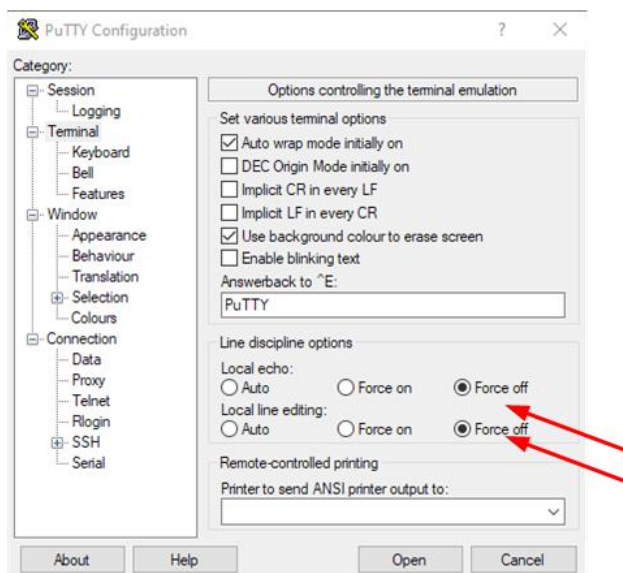 PuTTY Configuration
?
Category:
Session
Logging
Terminal
Keyboard
Bell
Features
Window
Appearance
Behaviour
Translation
Selection
Colours
Connection
Data
Proxy
Telnet
Rlogin
SSH
Serial
Options controlling the terminal emulation
Set various terminal options
Auto wrap mode initially on
DEC Origin Mode initially on
Implicit CR in every LF
Implicit LF in every CR
Use background colour to erase screen
Enable blinking text
Answerback to ^E:
PuTTY
Line discipline options
Local echo:
Auto Force on Force off
Local line editing:
Auto Force on Force off
Remote-controlled printing
Printer to send ANSI printer output to:
About Help Open Cancel